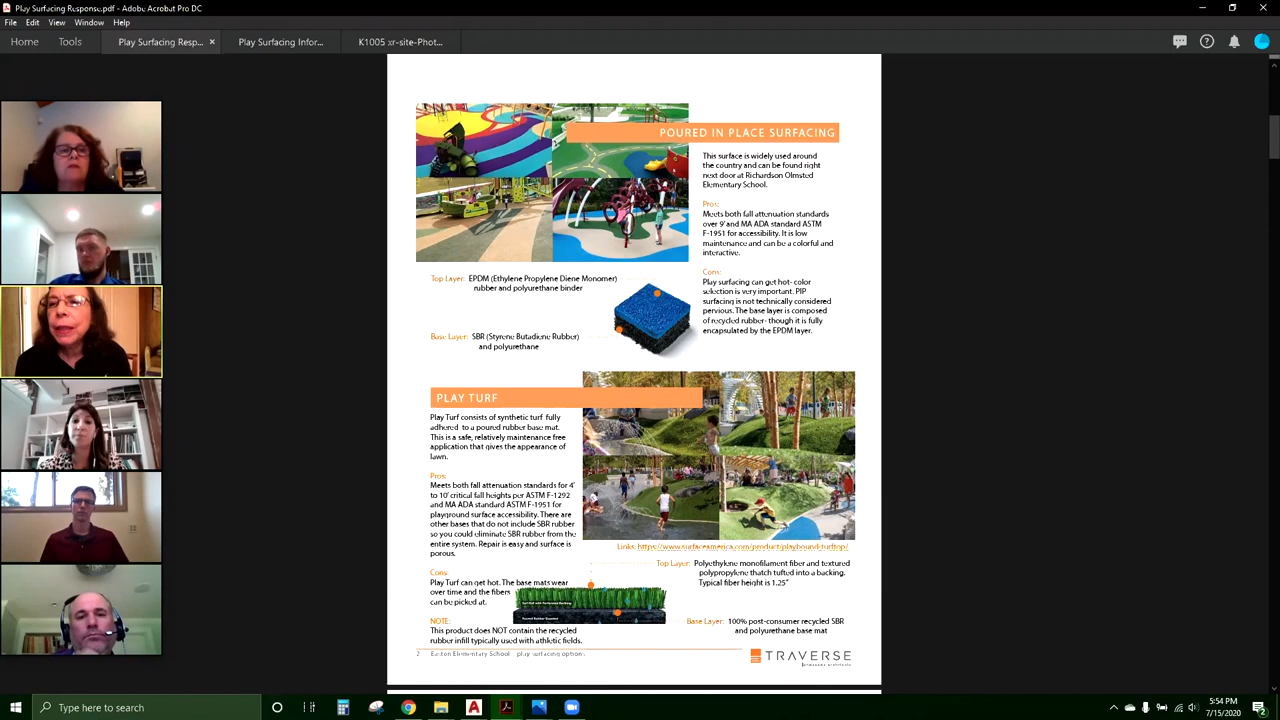 Play Surfacing Response.pdf - Adobe Acrobat Pro DC
File Edit View Window Help
Home Tools Play Surfacing Resp... × Play Surfacing Infor... K1005 xr-site-Phot...
POURED IN PLACE SURFACING
This surface is widely used around
the country and can be found right
next door at Richardson Olmsted
Elementary School.
Pros:
Meets both fall attenuation standards
over 9' and MA ADA standard ASTM
F-1951 for accessibility. It is low
maintenance and can be a colorful and
interactive.
Cons:
Play surfacing can get hot- color
selection is very important. PIP
surfacing is not technically considered
pervious. The base layer is composed
of recycled rubber- though it is fully
encapsulated by the EPDM layer.
Top Layer: EPDM (Ethylene Propylene Diene Monomer)
rubber and polyurethane binder
Base Layer: SBR (Styrene Butadiene Rubber)
and polyurethane
PLAY TURF
Play Turf consists of synthetic turf fully
adhered to a poured rubber base mat.
This is a safe, relatively maintenance free
application that gives the appearance of
lawn.
Pros:
Meets both fall attenuation standards for 4'
to 10' critical fall heights per ASTM F-1292
and MA ADA standard ASTM F-1951 for
playground surface accessibility. There are
other bases that do not include SBR rubber
so you could eliminate SBR rubber from the
entire system. Repair is easy and surface is
porous.
Cons:
Play Turf can get hot. The base mats wear
over time and the fibers
can be picked at.
NOTE:
This product does NOT contain the recycled
rubber infill typically used with athletic fields.
Links: https://www.surfaceamerica.com/product/playbound-turftop/
Top Layer: Polyethylene monofilament fiber and textured
polypropylene thatch tufted into a backing.
Typical fiber height is 1.25"
Base Layer: 100% post-consumer recycled SBR
and polyurethane base mat
2 Easton Elementary School play surfacing options
TRAVERSE
landscape architects
Type here to search
5:54 PM
7/15/2020
2